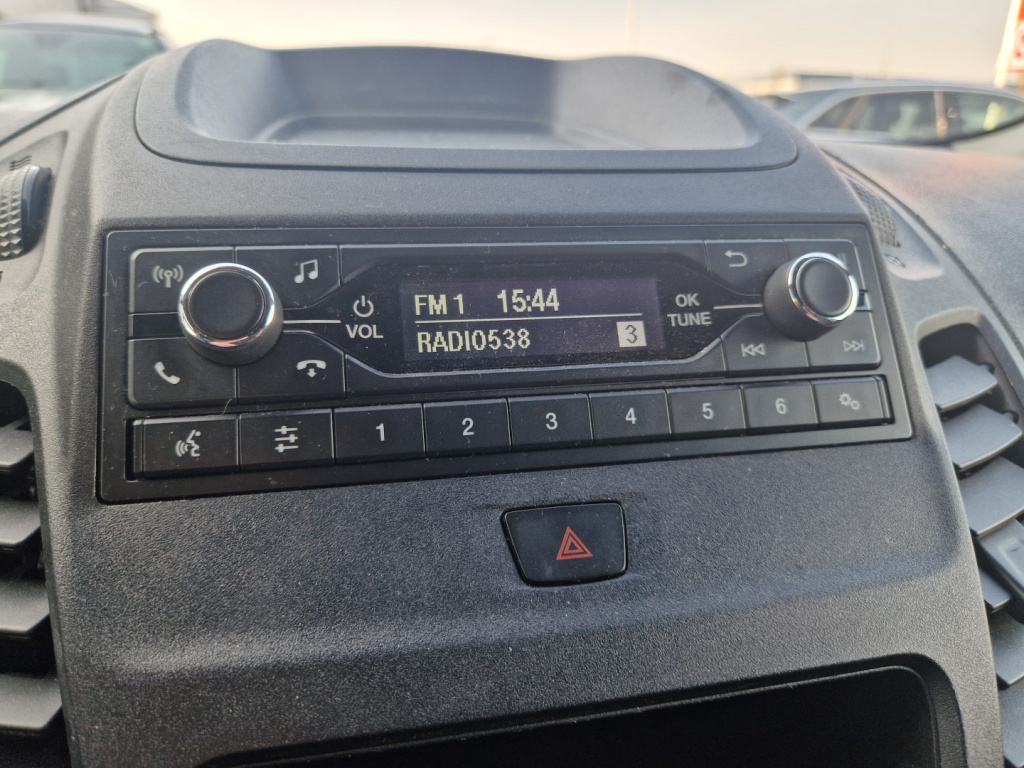 FM 1 15:44
RADIO538 3
VOL
OK
TUNE
1 2 3 4 5 6